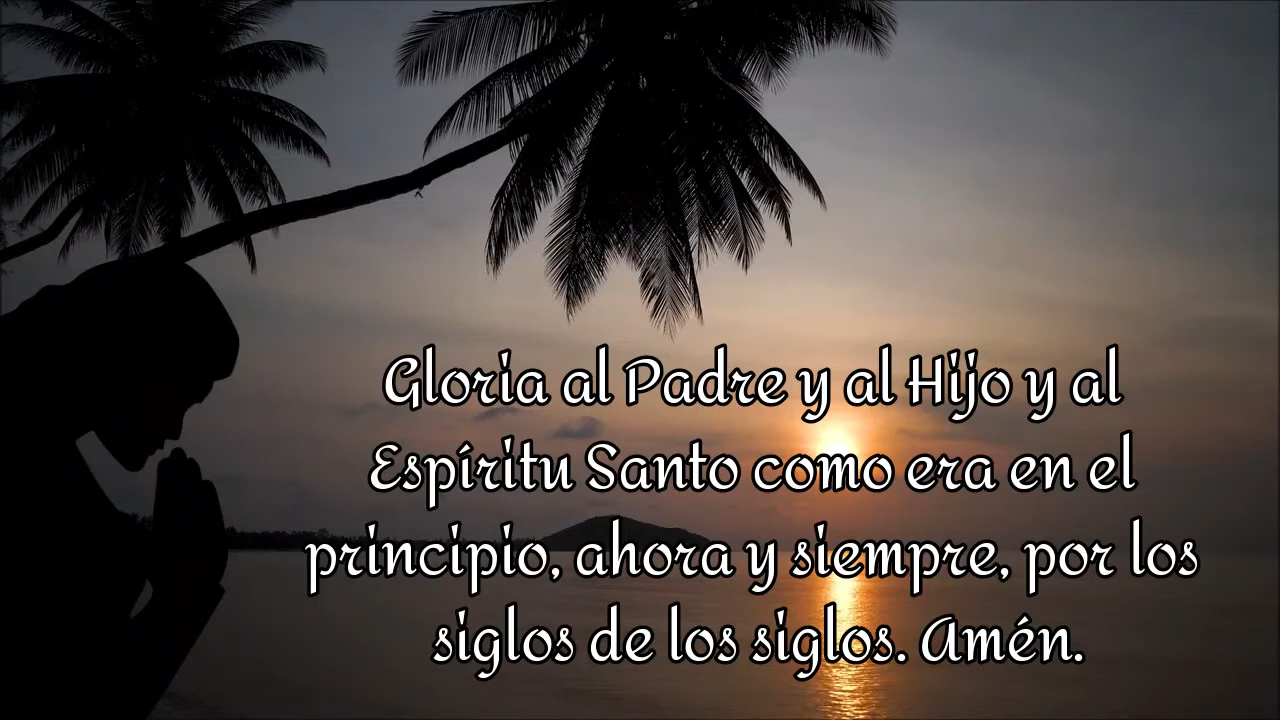 Gloria al Padre y al Hijo y al
Espíritu Santo como era en el
principio, ahora y siempre, por los
siglos de los siglos. Amén.